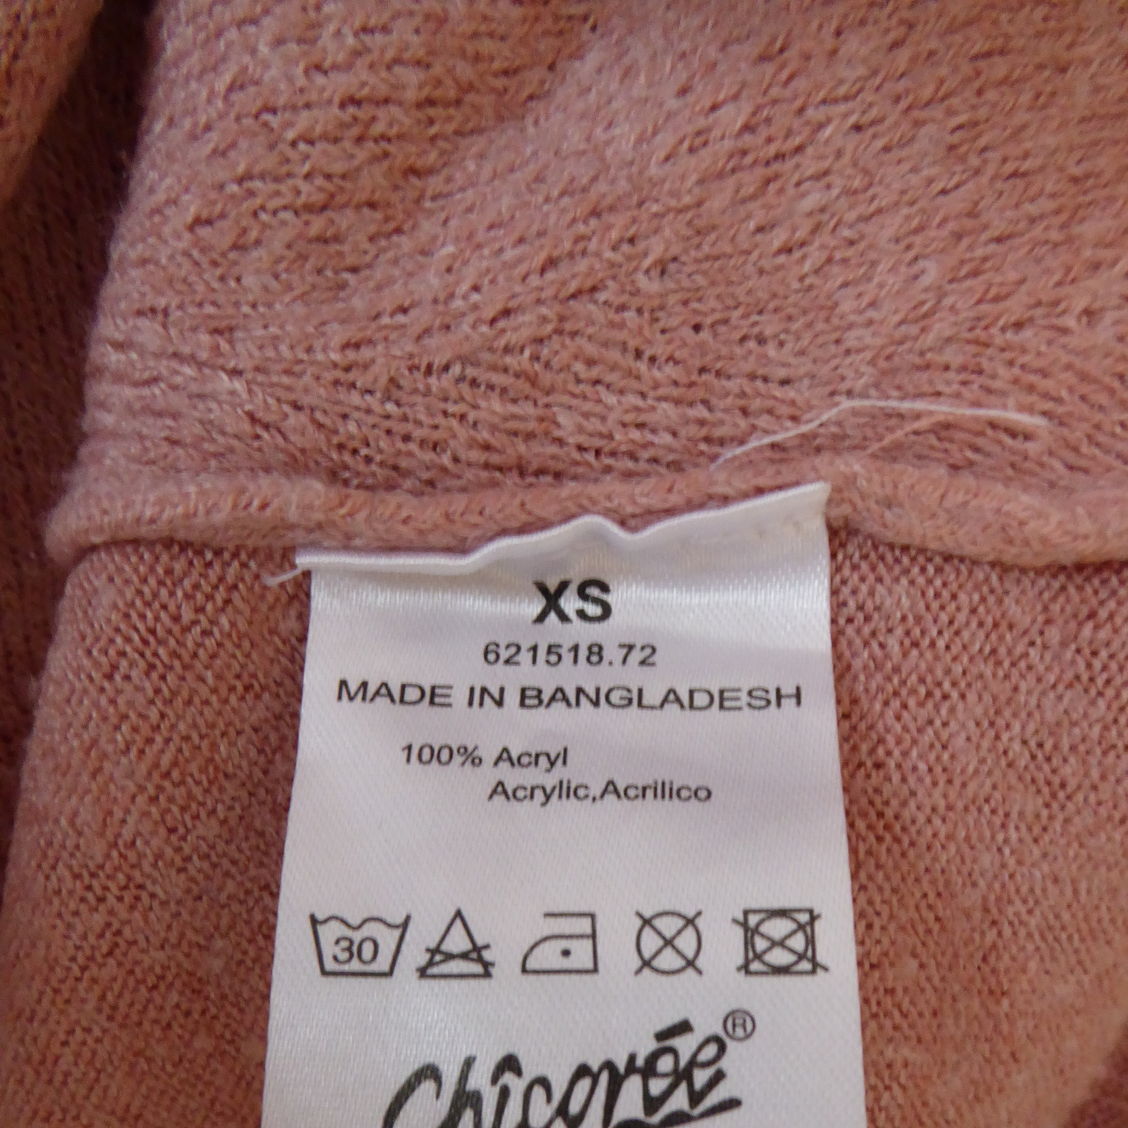 XS
621518.72
MADE IN BANGLADESH
100% Acryl
Acrylic,Acrilico
30
Chicorée®